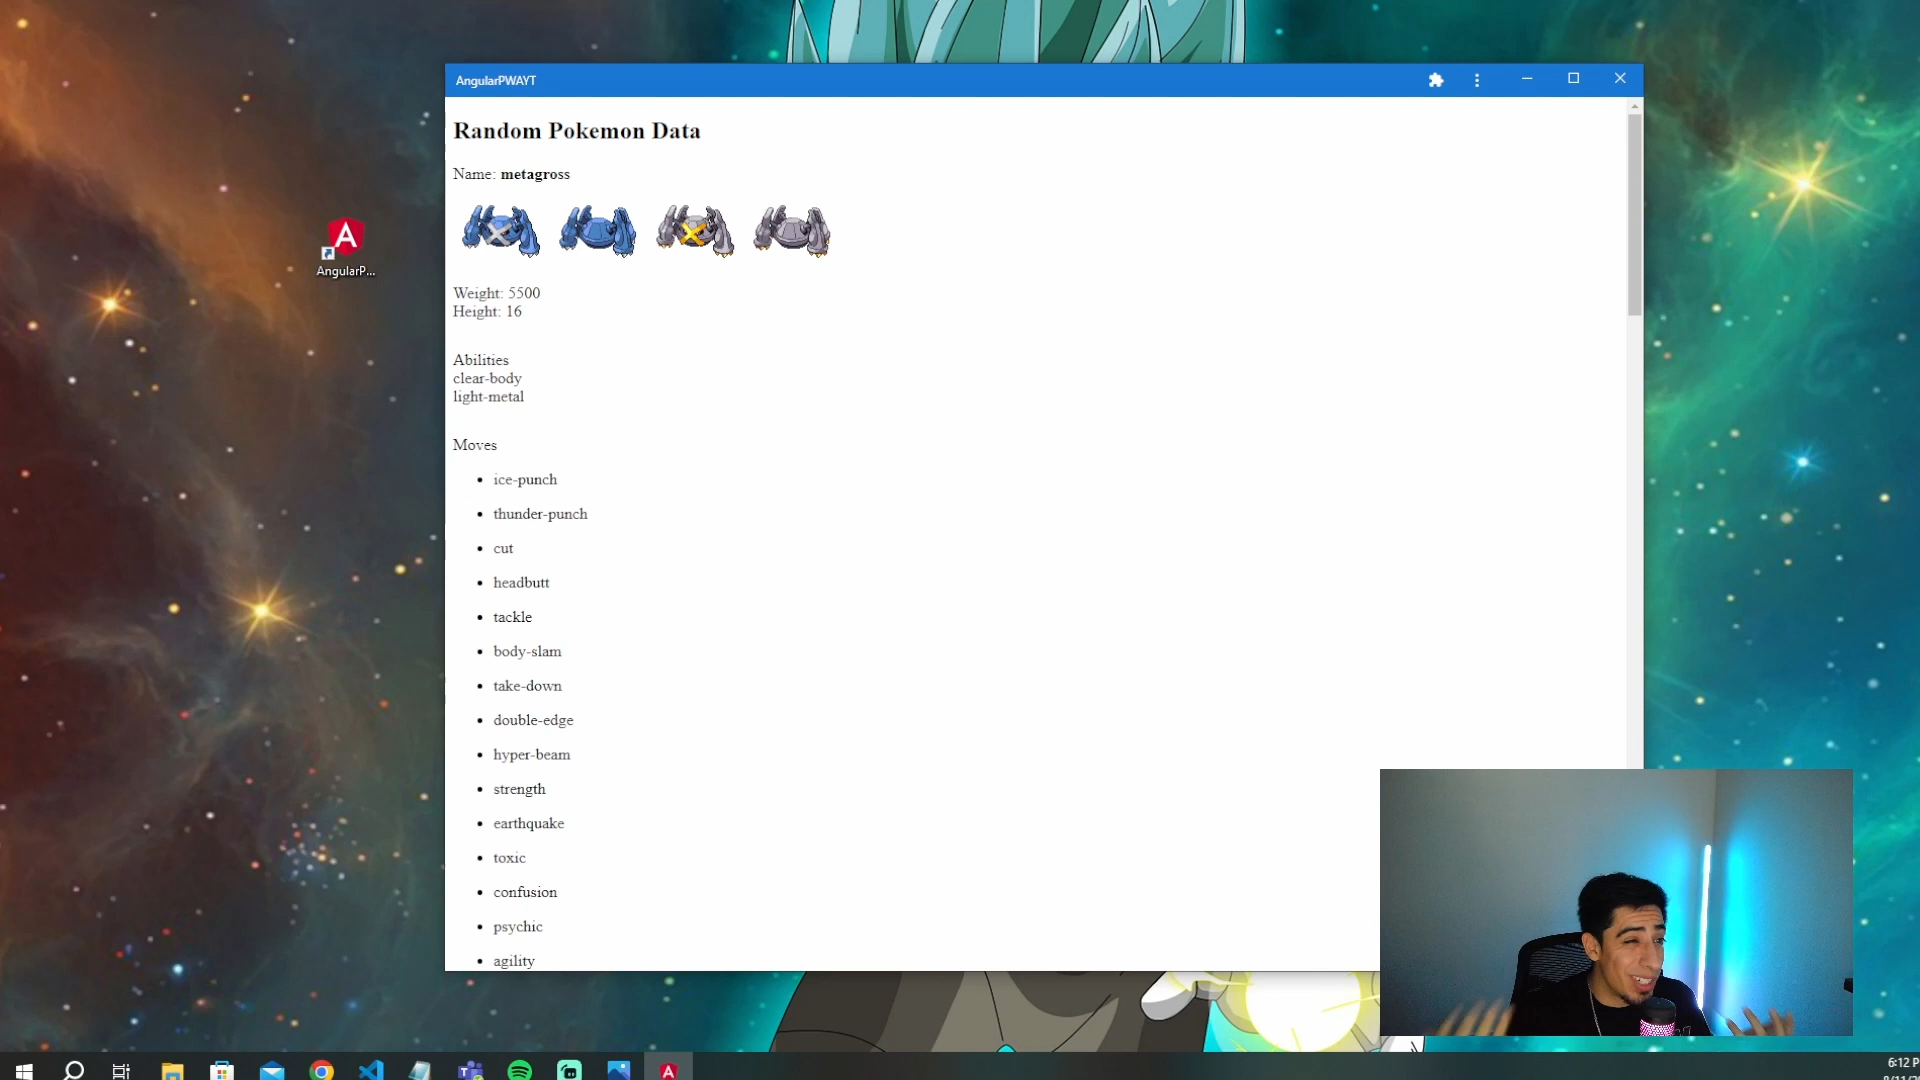 AngularPWAYT
Random Pokemon Data
Name: metagross
AngularP...
Weight: 5500
Height: 16
Abilities
clear-body
light-metal
Moves
ice-punch
thunder-punch
cut
headbutt
tackle
body-slam
take-down
double-edge
hyper-beam
strength
earthquake
toxic
confusion
psychic
agility
6:12 P